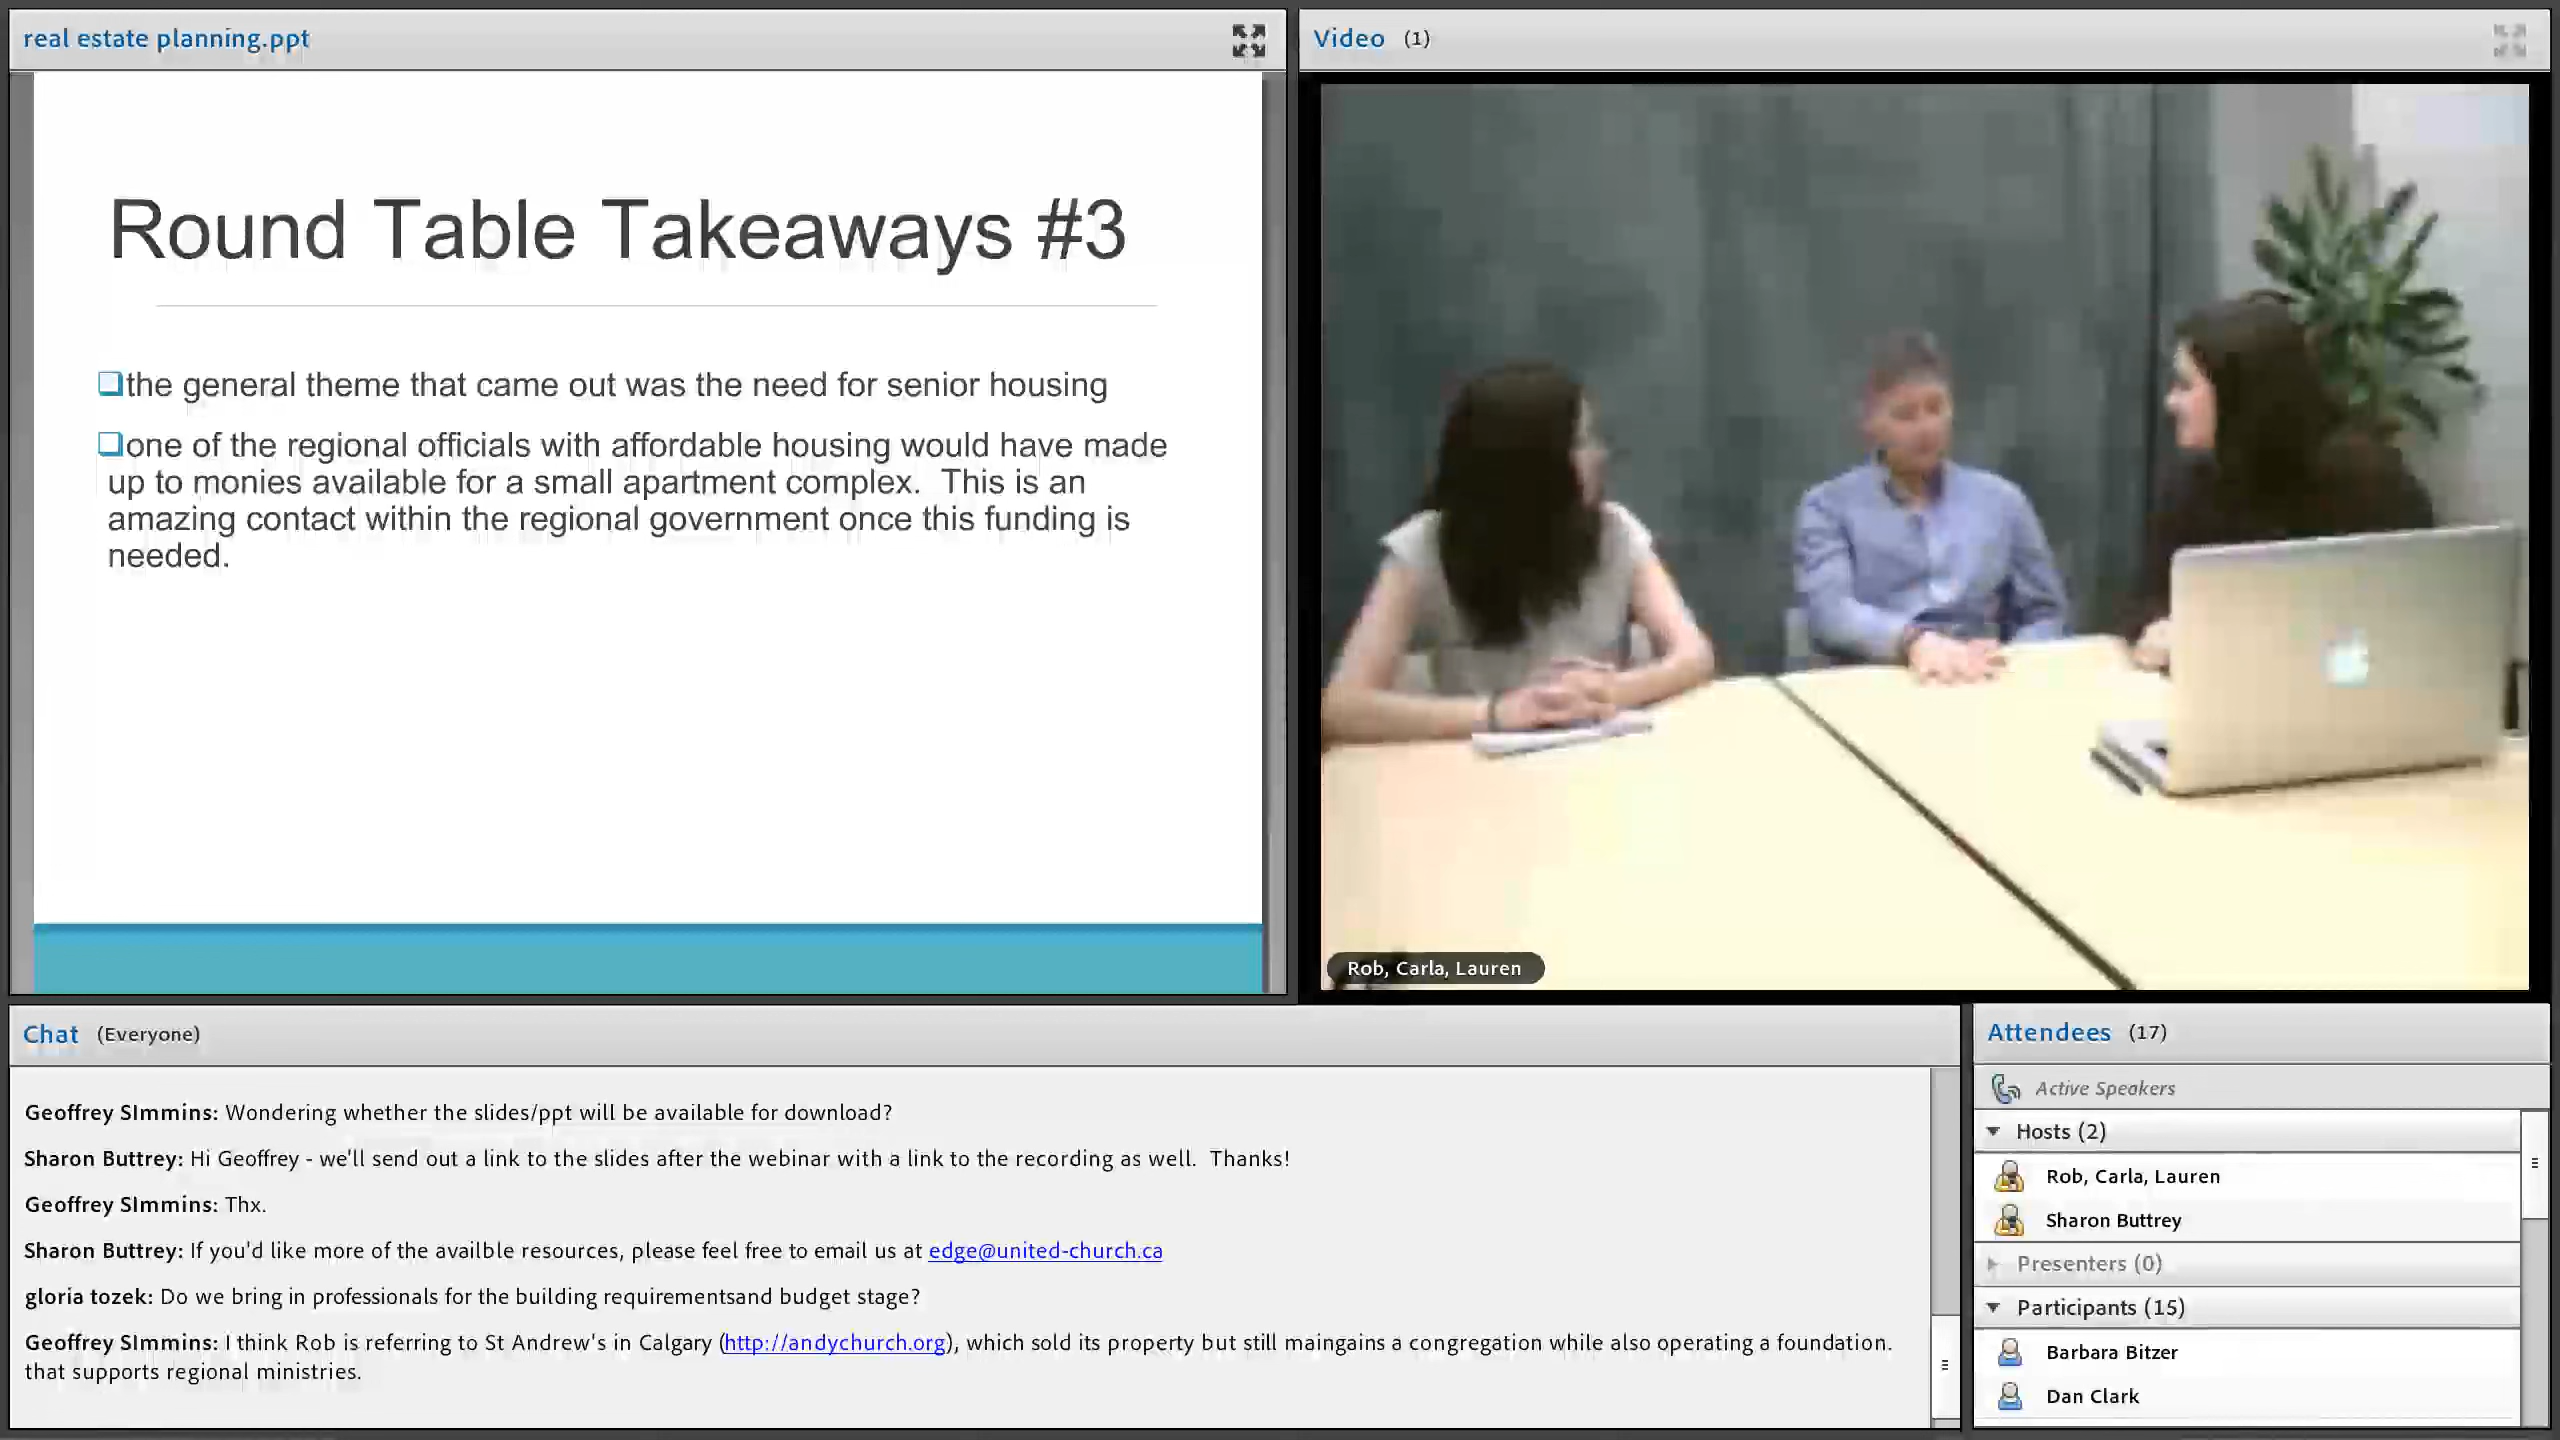 real estate planning.ppt
Round Table Takeaways #3
the general theme that came out was the need for senior housing
one of the regional officials with affordable housing would have made
up to monies available for a small apartment complex.  This is an
amazing contact within the regional government once this funding is
needed.
Video (1)
Rob, Carla, Lauren
Chat (Everyone)
Geoffrey SImmins: Wondering whether the slides/ppt will be available for download?
Sharon Buttrey: Hi Geoffrey - we'll send out a link to the slides after the webinar with a link to the recording as well.  Thanks!
Geoffrey SImmins: Thx.
Sharon Buttrey: If you'd like more of the availble resources, please feel free to email us at edge@united-church.ca
gloria tozek: Do we bring in professionals for the building requirementsand budget stage?
Geoffrey SImmins: I think Rob is referring to St Andrew's in Calgary (http://andychurch.org), which sold its property but still maingains a congregation while also operating a foundation.
that supports regional ministries.
Attendees (17)
Active Speakers
Hosts (2)
Rob, Carla, Lauren
Sharon Buttrey
Presenters (0)
Participants (15)
Barbara Bitzer
Dan Clark